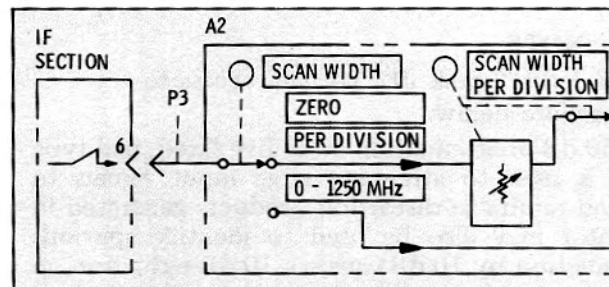 IF
SECTION
A2
P3
6
SCAN WIDTH
ZERO
PER DIVISION
0 - 1250 MHz
SCAN WIDTH
PER DIVISION